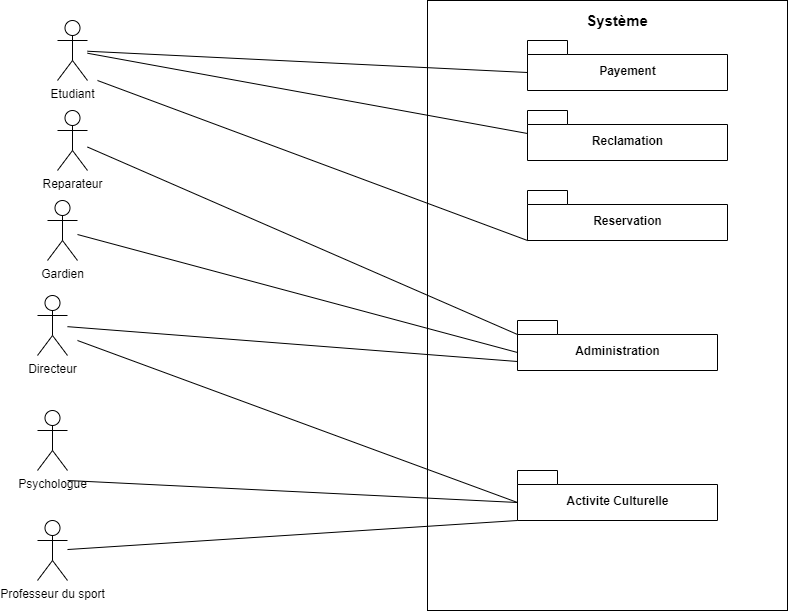 Système
Payement
Etudiant
Reclamation
Reparateur
Reservation
Gardien
Administration
Directeur
Psychologue
Activite Culturelle
Professeur du sport